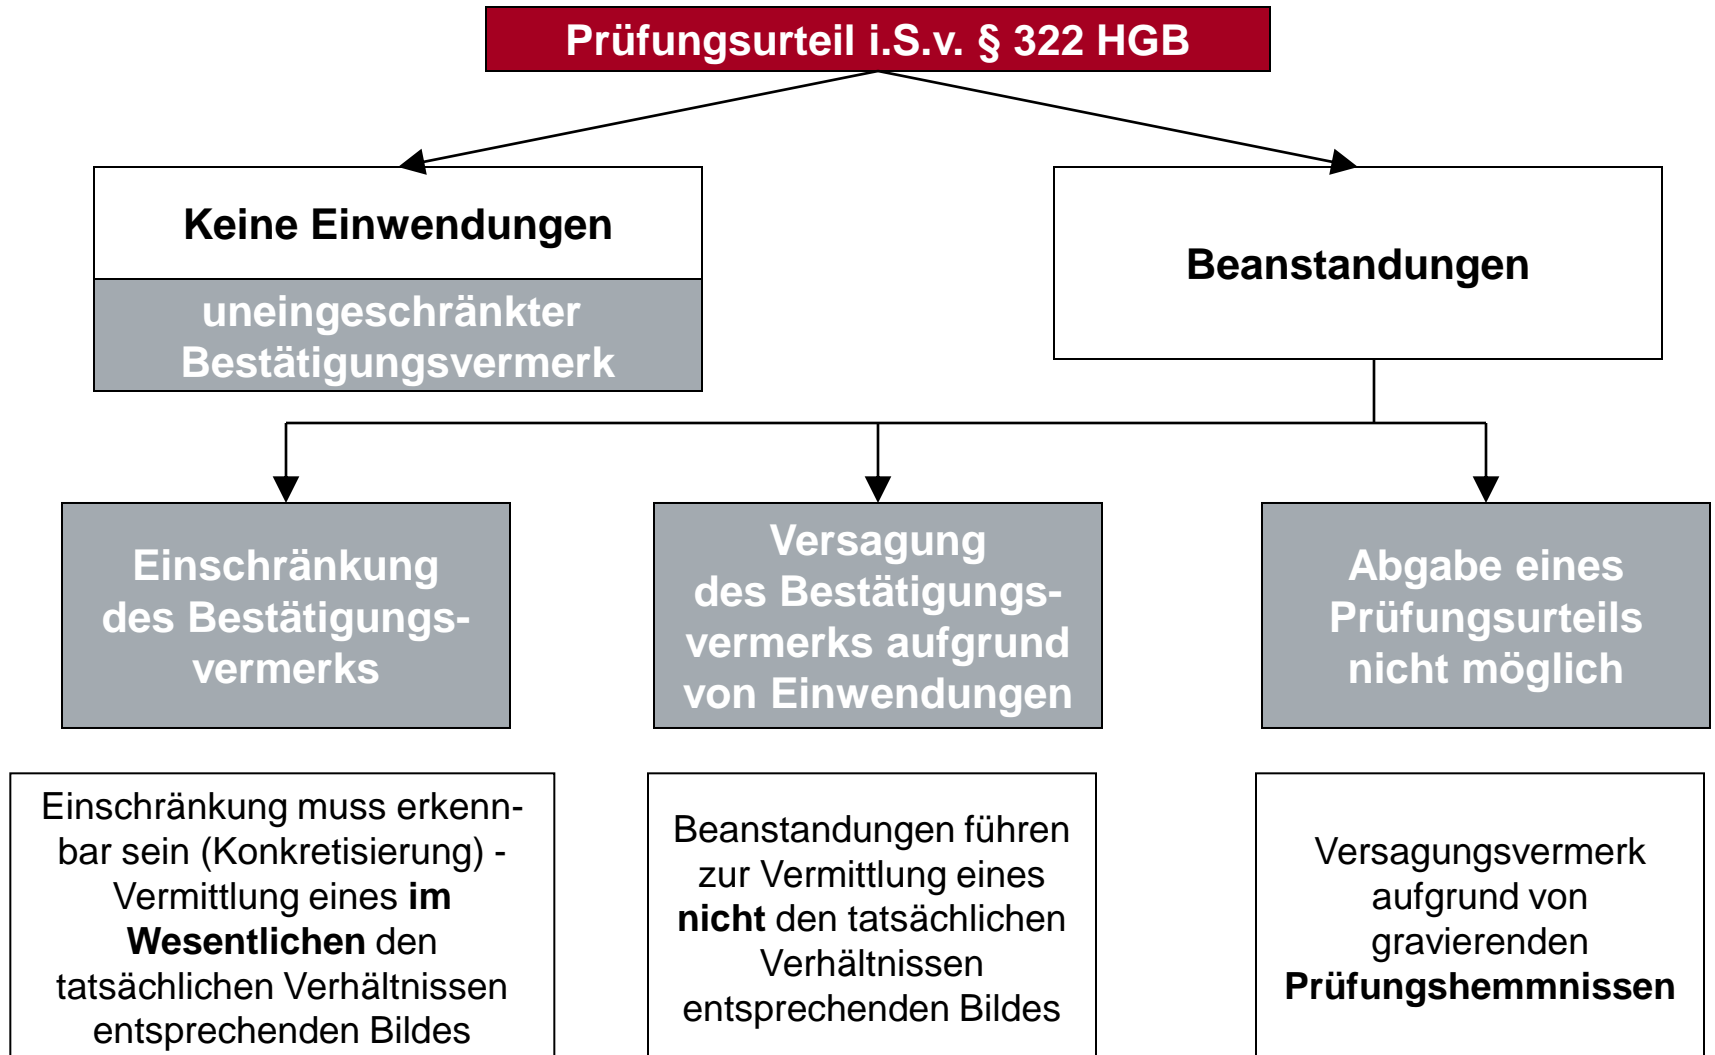 Prüfungsurteil i.S.v. § 322 HGB
Keine Einwendungen
uneingeschränkter
Bestätigungsvermerk
Beanstandungen
Einschränkung
des Bestätigungs-
vermerks
Versagung
des Bestätigungs-
vermerks aufgrund
von Einwendungen
Abgabe eines
Prüfungsurteils
nicht möglich
Einschränkung muss erkenn-
bar sein (Konkretisierung) -
Vermittlung eines im
Wesentlichen den
tatsächlichen Verhältnissen
entsprechenden Bildes
Beanstandungen führen
zur Vermittlung eines
nicht den tatsächlichen
Verhältnissen
entsprechenden Bildes
Versagungsvermerk
aufgrund von
gravierenden
Prüfungshemmnissen